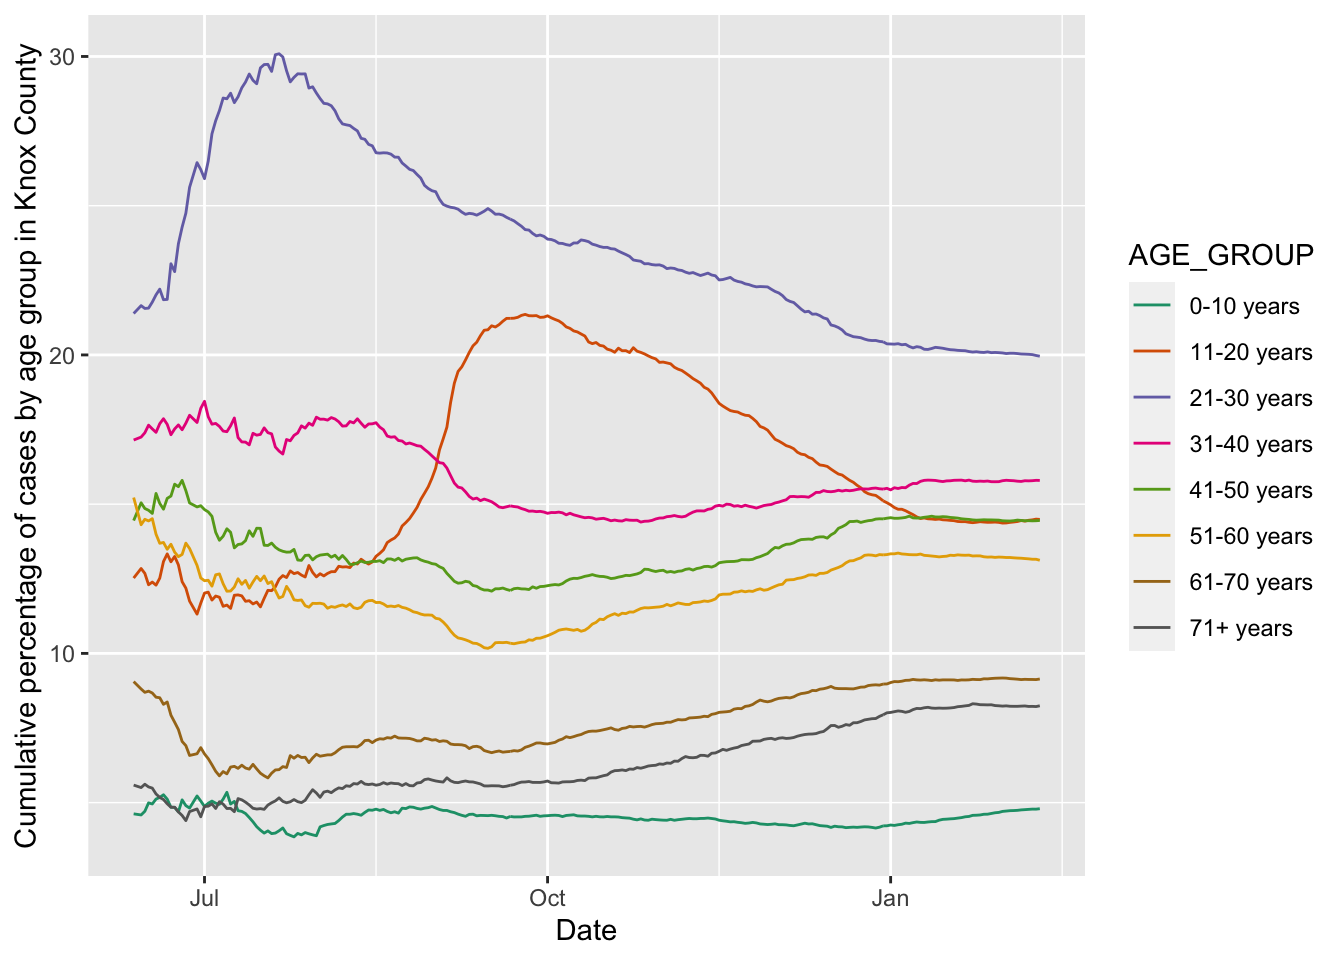 Cumulative percentage of cases by age group in Knox County
30
20
10
Jul
Oct
Jan
Date
AGE_GROUP
0-10 years
11-20 years
21-30 years
31-40 years
41-50 years
51-60 years
61-70 years
71+ years